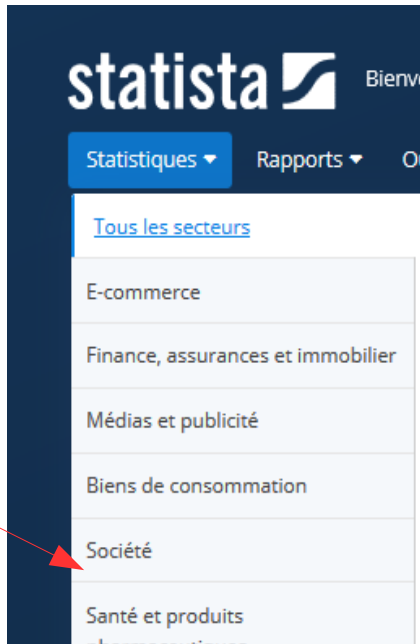 statista
Bienv
Statistiques
Rapports
Tous les secteurs
E-commerce
Finance, assurances et immobilier
Médias et publicité
Biens de consommation
Société
Santé et produits